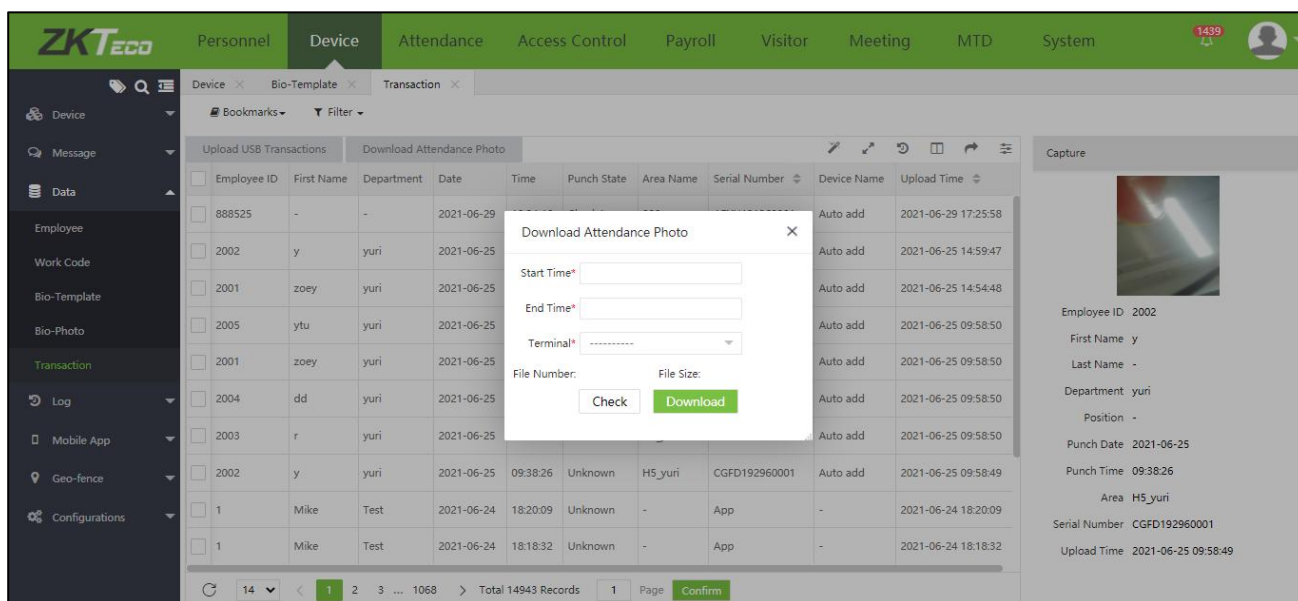 ZKTECO Personnel Device Attendance Access Control Payroll Visitor Meeting MTD System 1439
Device Bio-Template Transaction
Bookmarks Filter
Upload USB Transactions Download Attendance Photo
Employee ID First Name Department Date Time Punch State Area Name Serial Number Device Name Upload Time
888525 - - 2021-06-29 Auto add 2021-06-29 17:25:58
2002 y yuri 2021-06-25 Auto add 2021-06-25 14:59:47
2001 zoey yuri 2021-06-25 Auto add 2021-06-25 14:54:48
2005 ytu yuri 2021-06-25 Auto add 2021-06-25 09:58:50
2001 zoey yuri 2021-06-25 Auto add 2021-06-25 09:58:50
2004 dd yuri 2021-06-25 Auto add 2021-06-25 09:58:50
2003 r yuri 2021-06-25 Auto add 2021-06-25 09:58:50
2002 y yuri 2021-06-25 09:38:26 Unknown H5_yuri CGFD192960001 Auto add 2021-06-25 09:58:49
1 Mike Test 2021-06-24 18:20:09 Unknown - App - 2021-06-24 18:20:09
1 Mike Test 2021-06-24 18:18:32 Unknown - App - 2021-06-24 18:18:32
14 < 1 2 3 ... 1068 > Total 14943 Records 1 Page Confirm
Device
Message
Data
Employee
Work Code
Bio-Template
Bio-Photo
Transaction
Log
Mobile App
Geo-fence
Configurations
Download Attendance Photo ×
Start Time*
End Time*
Terminal* ----------
File Number: File Size:
Check Download
Capture
Employee ID 2002
First Name y
Last Name -
Department yuri
Position -
Punch Date 2021-06-25
Punch Time 09:38:26
Area H5_yuri
Serial Number CGFD192960001
Upload Time 2021-06-25 09:58:49